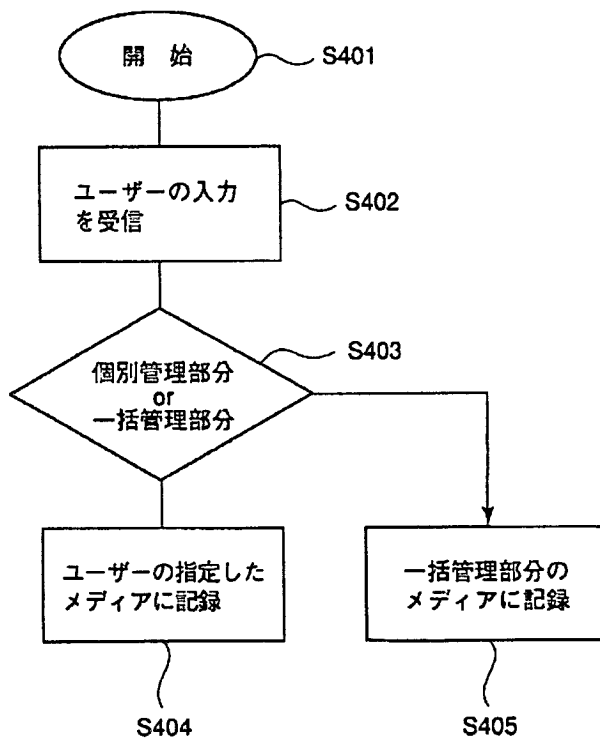 開 始
S401
ユーザーの入力
を受信
S402
S403
個別管理部分
or
一括管理部分
ユーザーの指定した
メディアに記録
一括管理部分の
メディアに記録
S404
S405